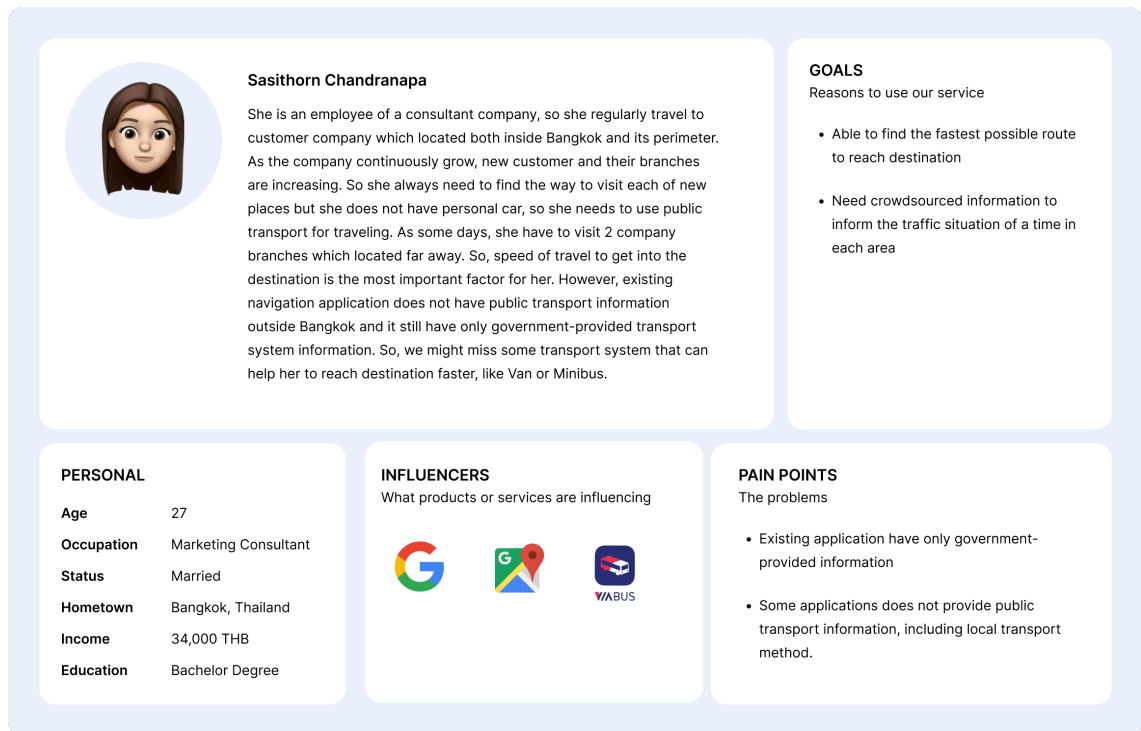 Sasithorn Chandranapa
She is an employee of a consultant company, so she regularly travel to
customer company which located both inside Bangkok and its perimeter.
As the company continuously grow, new customer and their branches
are increasing. So she always need to find the way to visit each of new
places but she does not have personal car, so she needs to use public
transport for traveling. As some days, she have to visit 2 company
branches which located far away. So, speed of travel to get into the
destination is the most important factor for her. However, existing
navigation application does not have public transport information
outside Bangkok and it still have only government-provided transport
system information. So, we might miss some transport system that can
help her to reach destination faster, like Van or Minibus.
GOALS
Reasons to use our service
• Able to find the fastest possible route
to reach destination
• Need crowdsourced information to
inform the traffic situation of a time in
each area
PERSONAL
Age 27
Occupation Marketing Consultant
Status Married
Hometown Bangkok, Thailand
Income 34,000 THB
Education Bachelor Degree
INFLUENCERS
What products or services are influencing
G
G
VIABUS
PAIN POINTS
The problems
• Existing application have only government-
provided information
• Some applications does not provide public
transport information, including local transport
method.